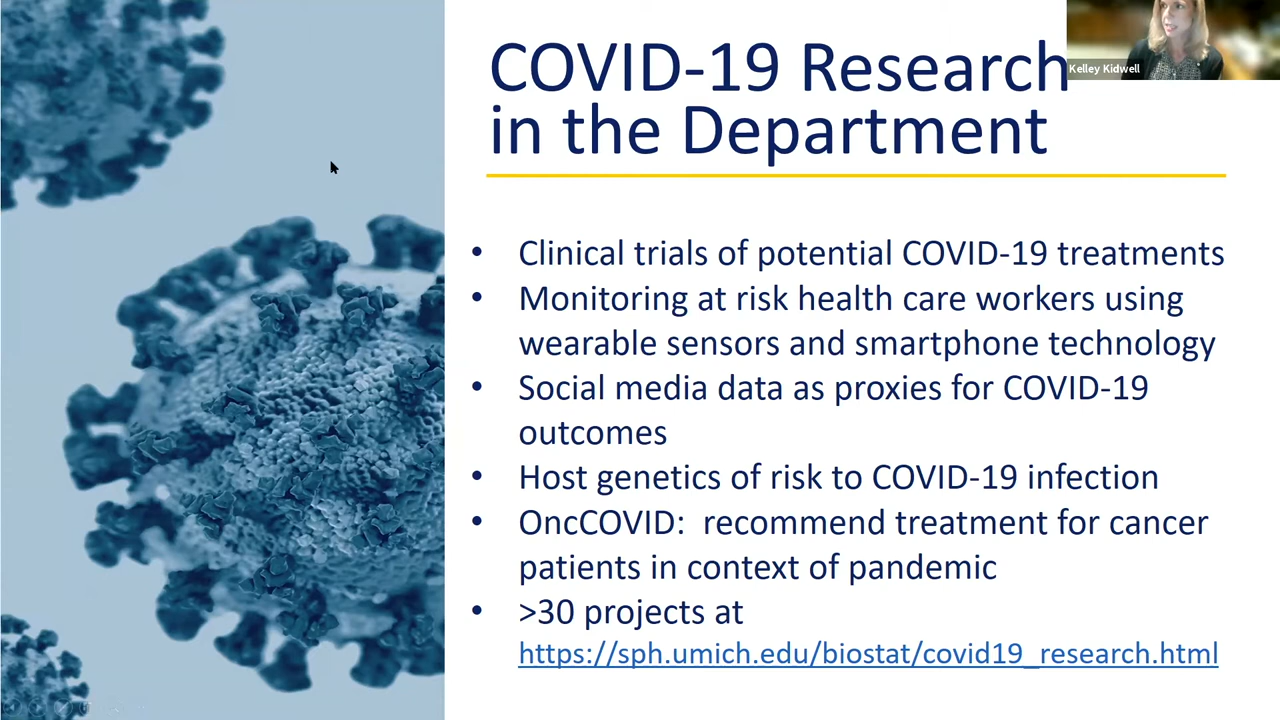 COVID-19 Research
in the Department
Kelley Kidwell
• Clinical trials of potential COVID-19 treatments
• Monitoring at risk health care workers using
wearable sensors and smartphone technology
• Social media data as proxies for COVID-19
outcomes
• Host genetics of risk to COVID-19 infection
• OncCOVID:  recommend treatment for cancer
patients in context of pandemic
• >30 projects at
https://sph.umich.edu/biostat/covid19_research.html